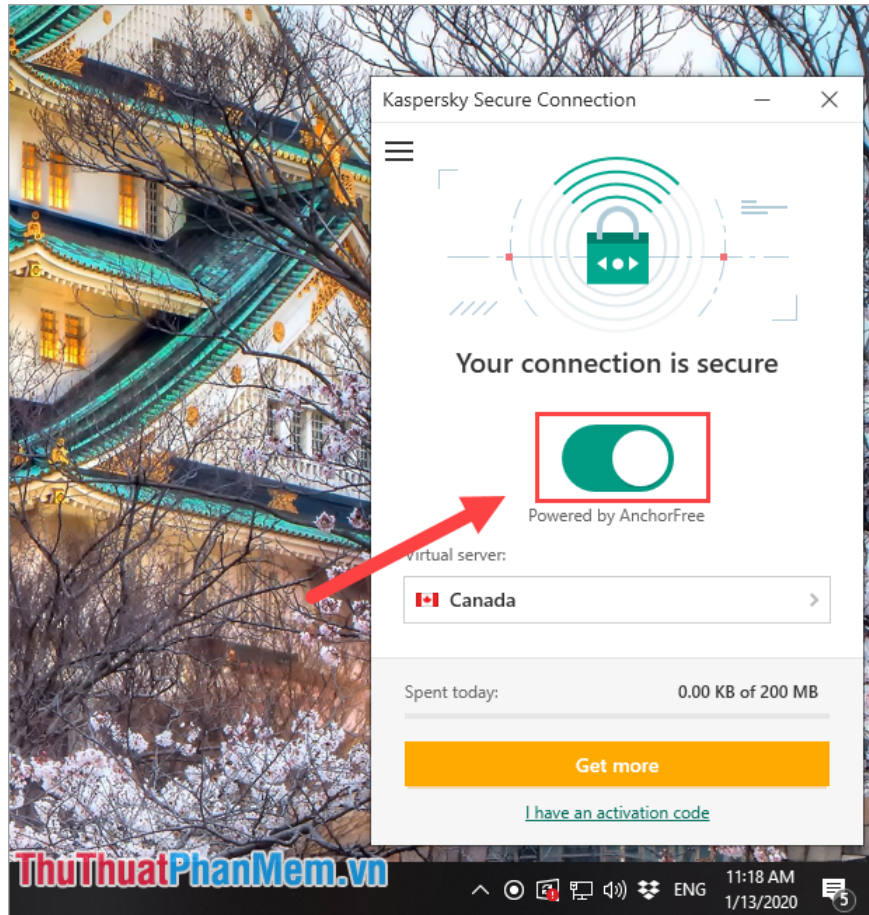 Kaspersky Secure Connection
Your connection is secure
Powered by AnchorFree
Virtual server:
Canada
Spent today: 0.00 KB of 200 MB
Get more
I have an activation code
ThuThuatPhanMem.vn
ENG
11:18 AM
1/13/2020
5